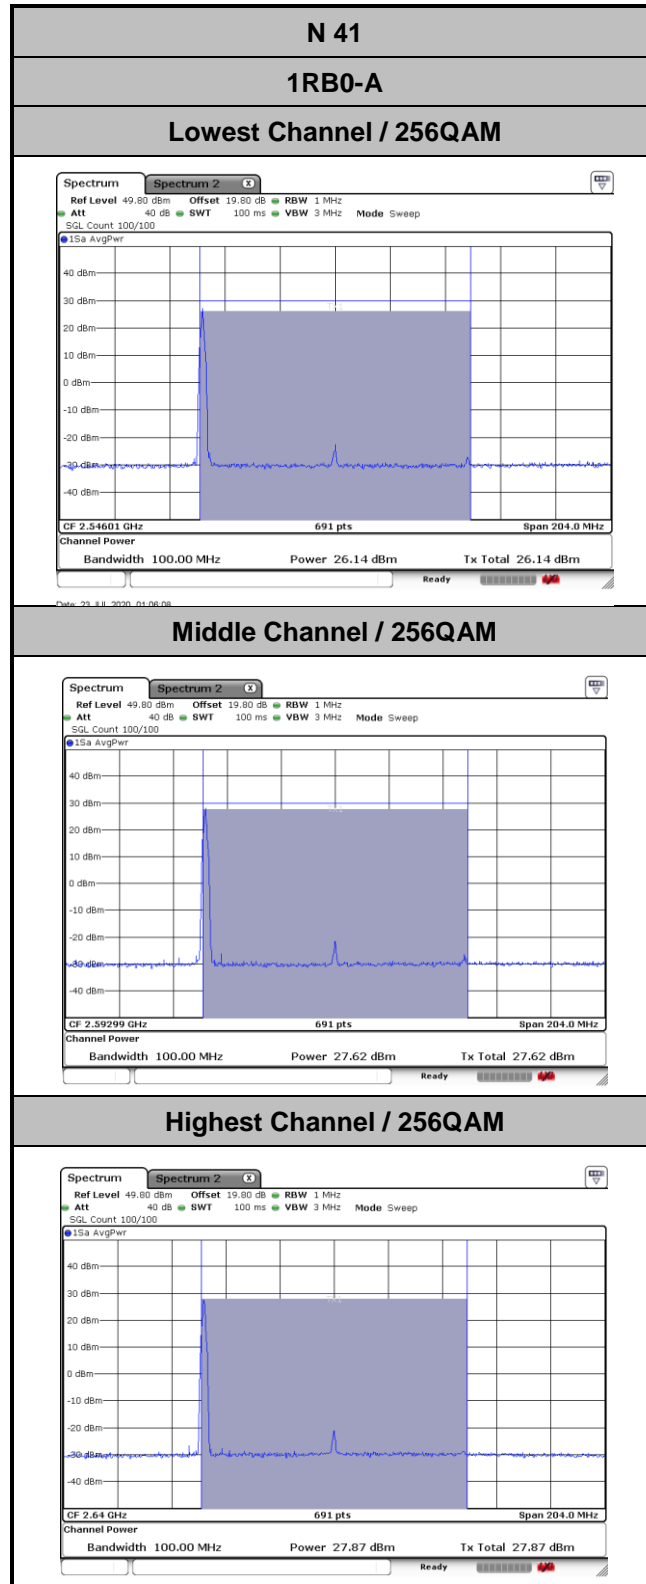 N 41
1RB0-A
Lowest Channel / 256QAM
Spectrum Spectrum 2 X
Ref Level 49.80 dBm Offset 19.80 dB RBW 1 MHz
Att 40 dB SWT 100 ms VBW 3 MHz Mode Sweep
SGL Count 100/100
1Sa AvgPwr
40 dBm
30 dBm
20 dBm
10 dBm
0 dBm
-10 dBm
-20 dBm
-30 dBm
-40 dBm
CF 2.54601 GHz 691 pts Span 204.0 MHz
Channel Power
Bandwidth 100.00 MHz Power 26.14 dBm Tx Total 26.14 dBm
Ready
Date: 23.JUL.2020 01:06:08
Middle Channel / 256QAM
Spectrum Spectrum 2 X
Ref Level 49.80 dBm Offset 19.80 dB RBW 1 MHz
Att 40 dB SWT 100 ms VBW 3 MHz Mode Sweep
SGL Count 100/100
1Sa AvgPwr
40 dBm
30 dBm
20 dBm
10 dBm
0 dBm
-10 dBm
-20 dBm
-30 dBm
-40 dBm
CF 2.59299 GHz 691 pts Span 204.0 MHz
Channel Power
Bandwidth 100.00 MHz Power 27.62 dBm Tx Total 27.62 dBm
Ready
Highest Channel / 256QAM
Spectrum Spectrum 2 X
Ref Level 49.80 dBm Offset 19.80 dB RBW 1 MHz
Att 40 dB SWT 100 ms VBW 3 MHz Mode Sweep
SGL Count 100/100
1Sa AvgPwr
40 dBm
30 dBm
20 dBm
10 dBm
0 dBm
-10 dBm
-20 dBm
-30 dBm
-40 dBm
CF 2.64 GHz 691 pts Span 204.0 MHz
Channel Power
Bandwidth 100.00 MHz Power 27.87 dBm Tx Total 27.87 dBm
Ready